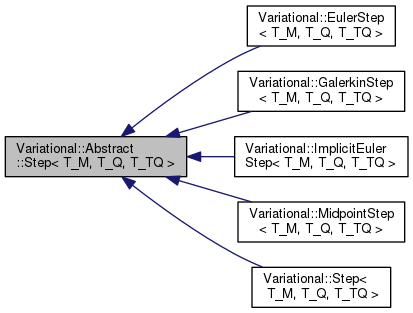 Variational::EulerStep
< T_M, T_Q, T_TQ >
Variational::GalerkinStep
< T_M, T_Q, T_TQ >
Variational::Abstract
::Step< T_M, T_Q, T_TQ >
Variational::ImplicitEuler
Step< T_M, T_Q, T_TQ >
Variational::MidpointStep
< T_M, T_Q, T_TQ >
Variational::Step<
T_M, T_Q, T_TQ >